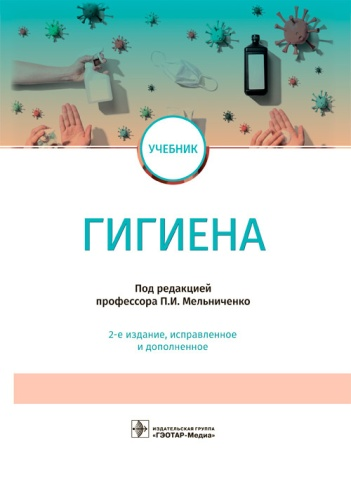 УЧЕБНИК
ГИГИЕНА
Под редакцией
профессора П.И. Мельниченко
2-е издание, исправленное
и дополненное
ИЗДАТЕЛЬСКАЯ ГРУППА
«ГЭОТАР-Медиа»